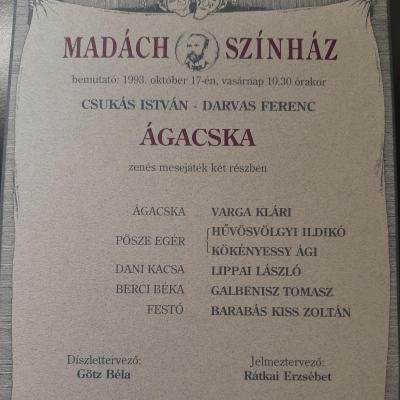 MADÁCH SZÍNHÁZ
bemutató: 1993. október 17-én, vasárnap 10.30 órakor
CSUKÁS ISTVÁN - DARVAS FERENC
ÁGACSKA
zenés mesejáték két részben
ÁGACSKA VARGA KLÁRI
PÖSZE EGÉR HŰVÖSVÖLGYI ILDIKÓ
KÖKÉNYESSY ÁGI
DANI KACSA LIPPAI LÁSZLÓ
BERCI BÉKA GALBENISZ TOMASZ
FESTŐ BARABÁS KISS ZOLTÁN
Díszlettervező: Jelmeztervező:
Götz Béla Rátkai Erzsébet